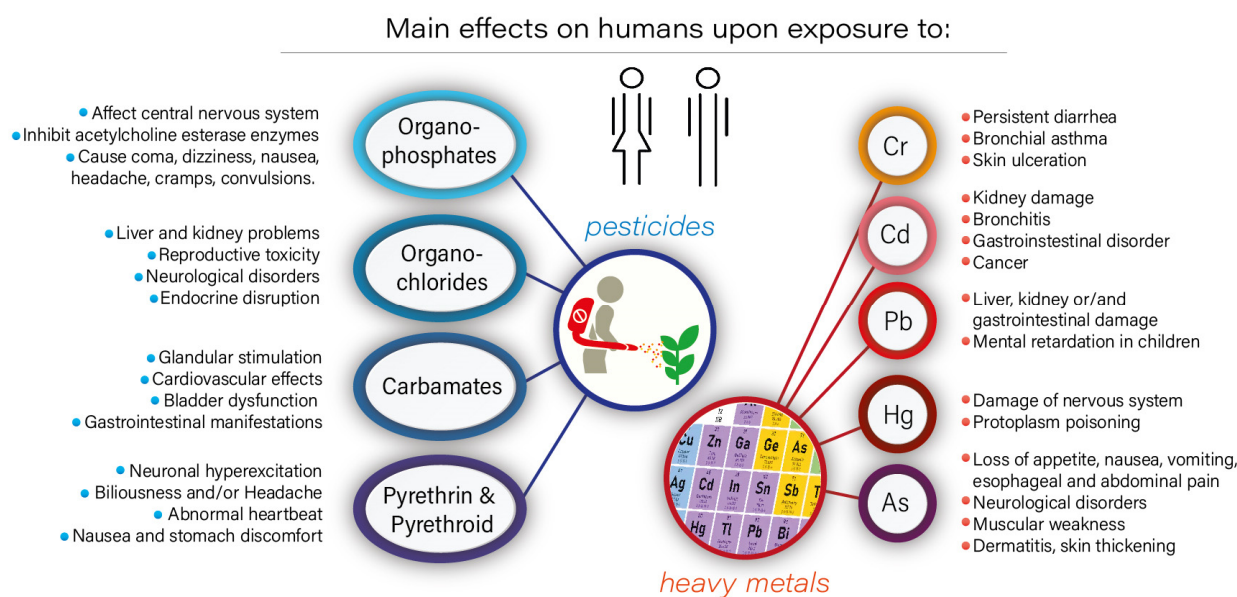 Main effects on humans upon exposure to:
Affect central nervous system
Inhibit acetylcholine esterase enzymes
Cause coma, dizziness, nausea,
headache, cramps, convulsions.
Organo-
phosphates
Liver and kidney problems
Reproductive toxicity
Neurological disorders
Endocrine disruption
Organo-
chlorides
Glandular stimulation
Cardiovascular effects
Bladder dysfunction
Gastrointestinal manifestations
Carbamates
Neuronal hyperexcitation
Biliousness and/or Headache
Abnormal heartbeat
Nausea and stomach discomfort
Pyrethrin &
Pyrethroid
pesticides
Cr
Persistent diarrhea
Bronchial asthma
Skin ulceration
Cd
Kidney damage
Bronchitis
Gastroinstestinal disorder
Cancer
Pb
Liver, kidney or/and
gastrointestinal damage
Mental retardation in children
Hg
Damage of nervous system
Protoplasm poisoning
As
Loss of appetite, nausea, vomiting,
esophageal and abdominal pain
Neurological disorders
Muscular weakness
Dermatitis, skin thickening
Cu Zn Ga Ge As
Ag Cd In Sn Sb
Hg Tl Pb Bi
heavy metals